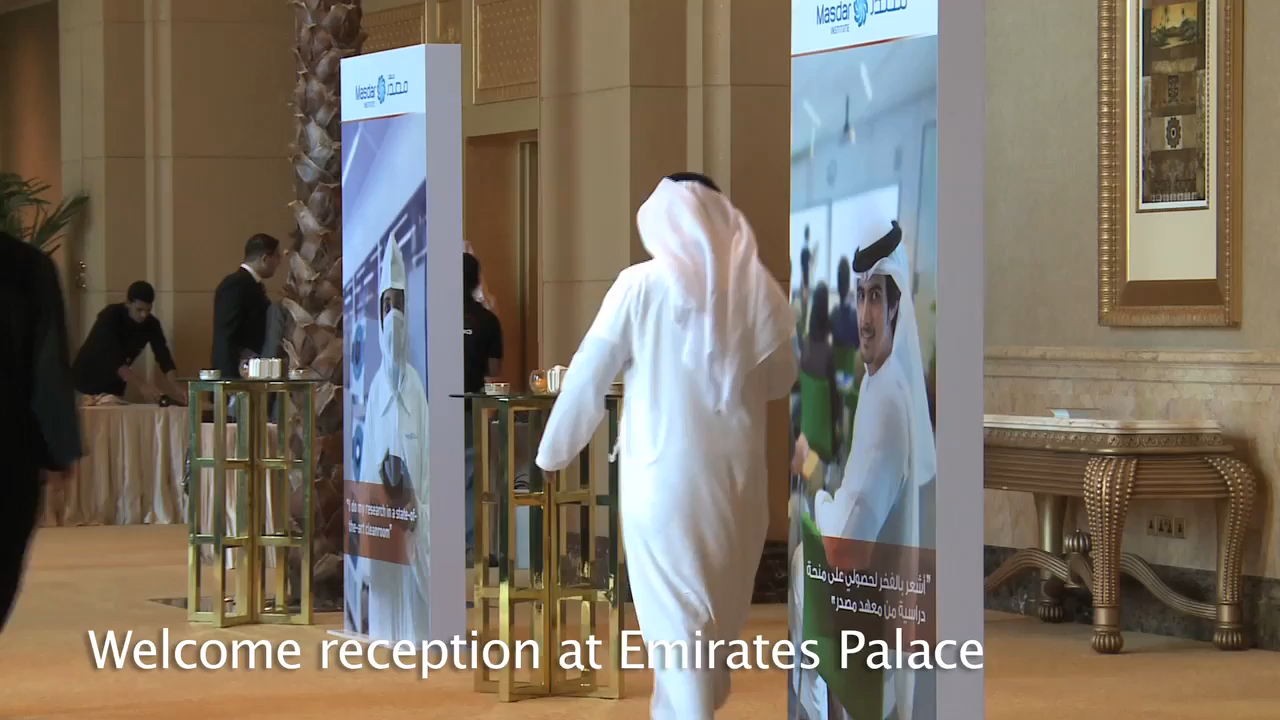 Masdar
INSTITUTE
مصدر
"I do my research in a state-of-
the-art cleanroom"
Masdar
INSTITUTE
مصدر
"أشعر بالفخر لحصولي على منحة
دراسية من معهد مصدر"
Welcome reception at Emirates Palace